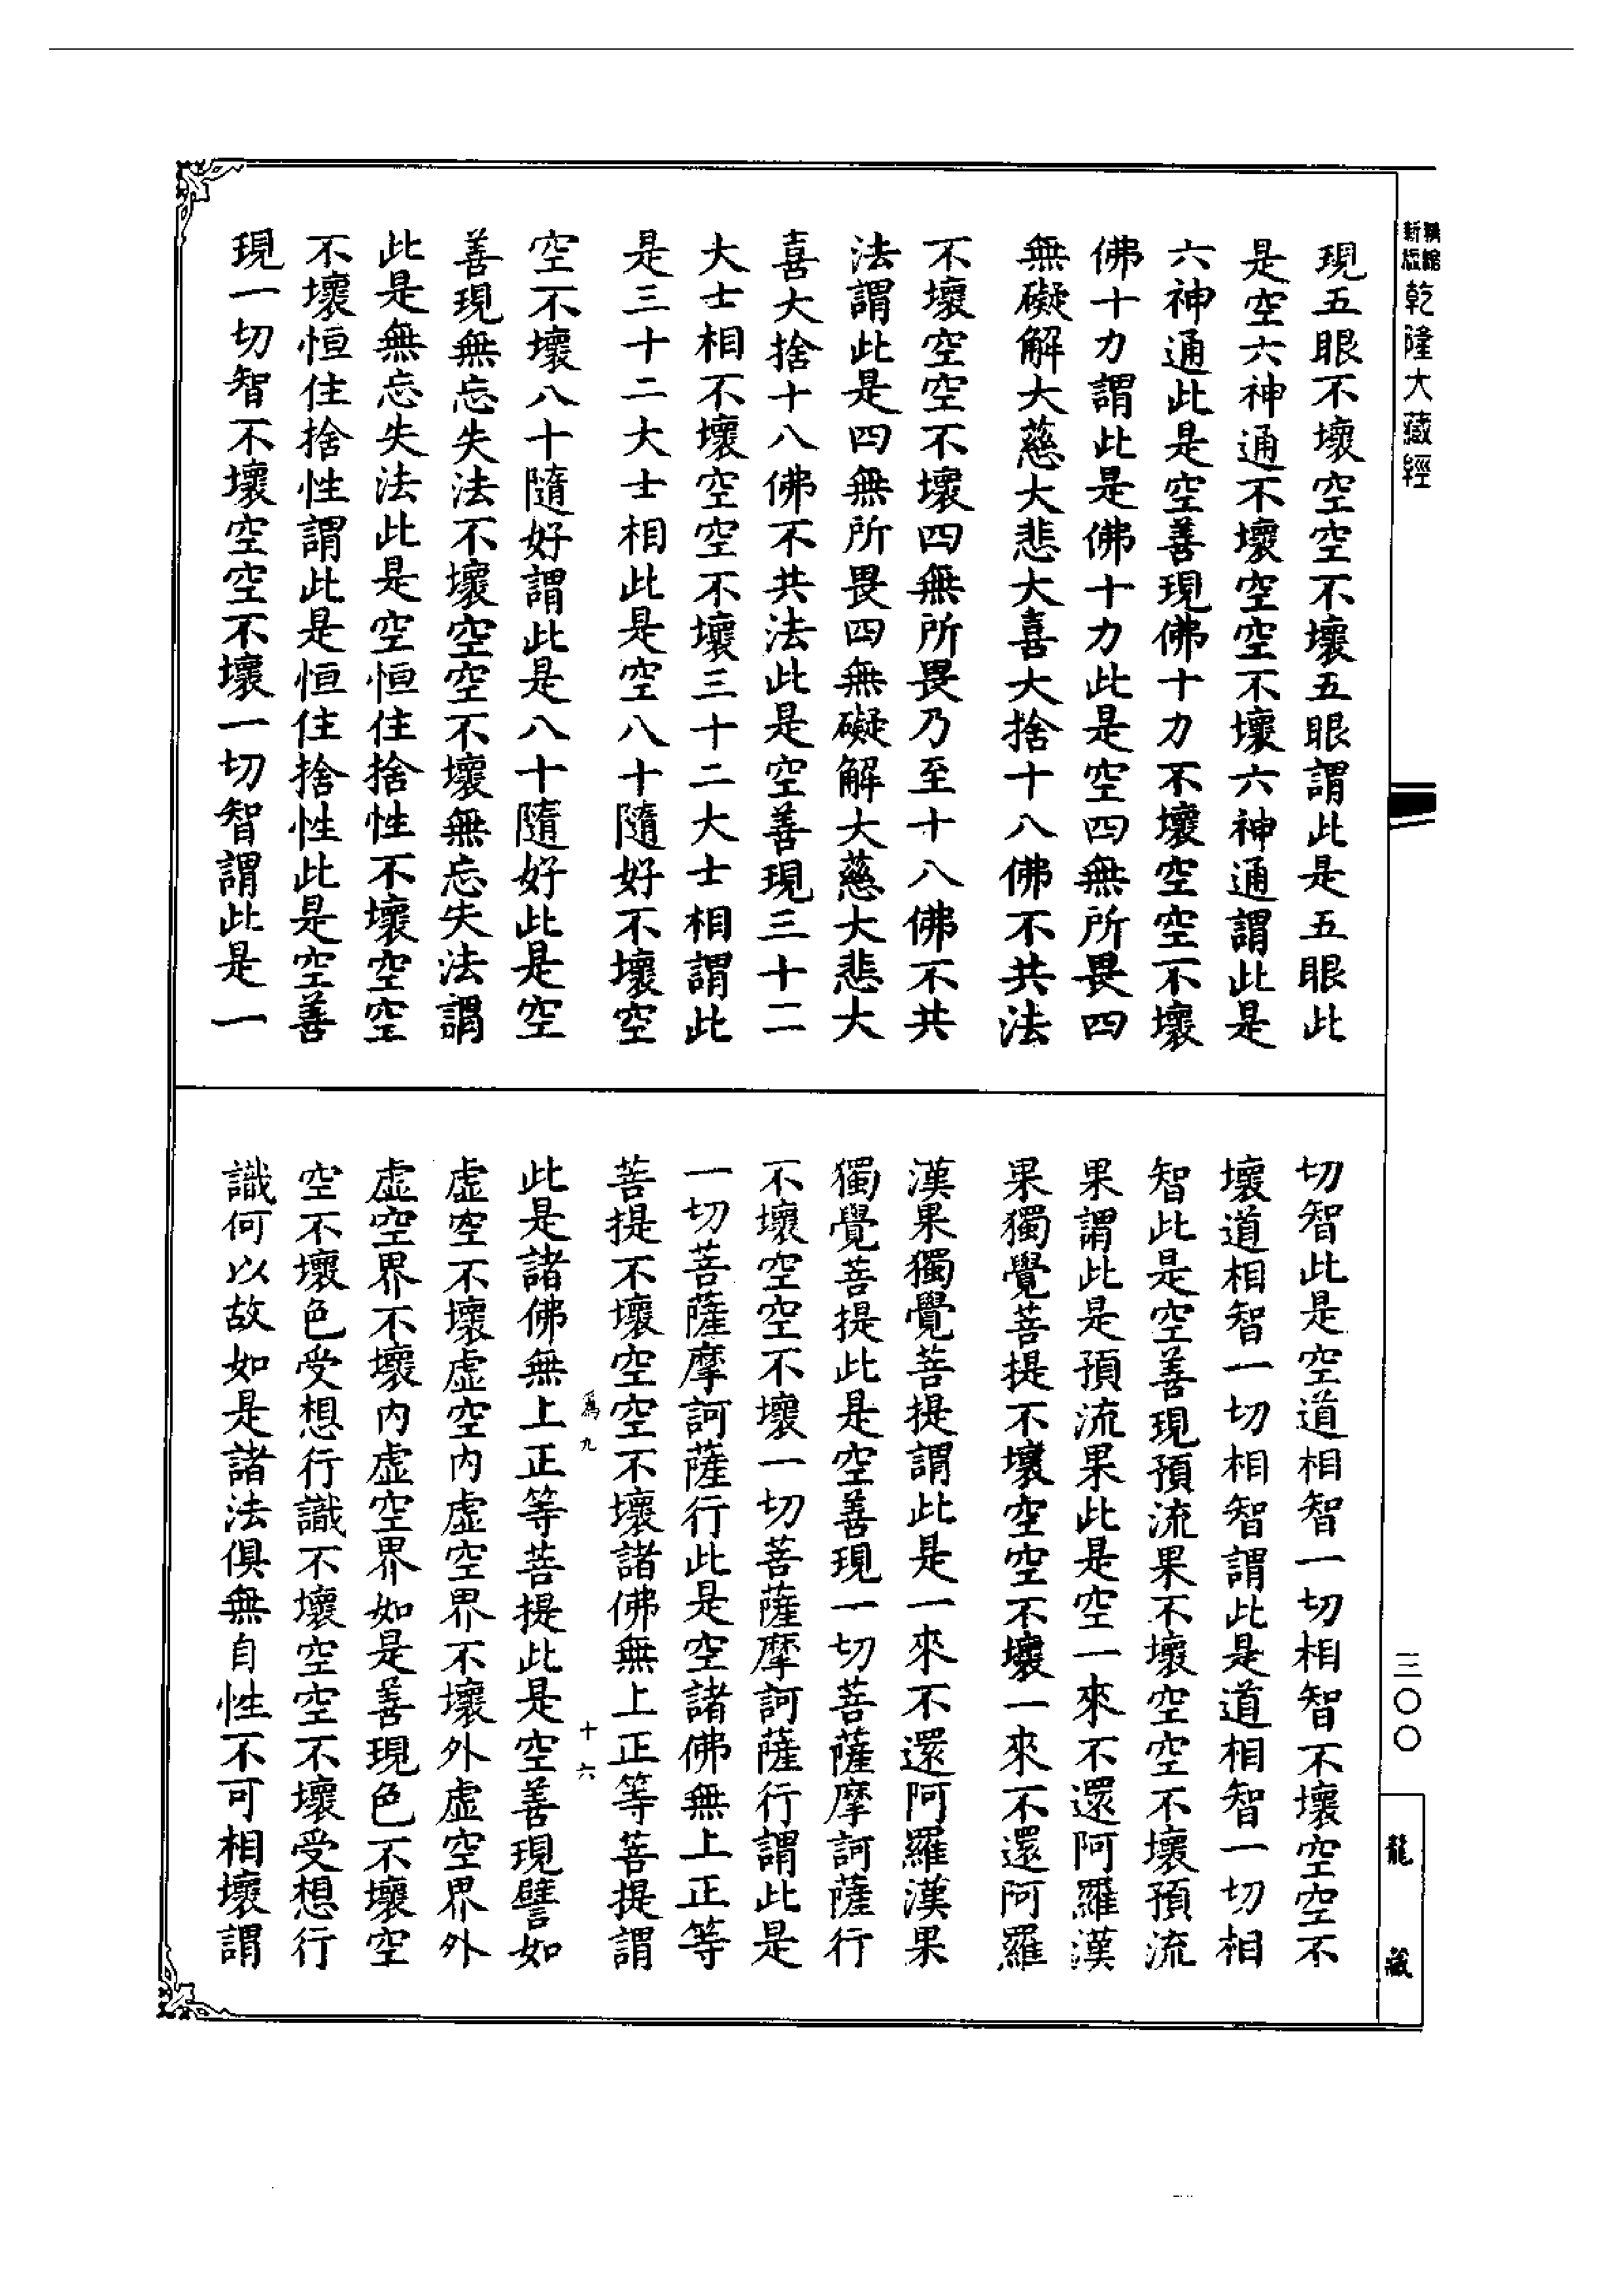 新版
乾隆大藏經
三〇〇
龍藏
現五眼不壞空空不壞五眼謂此是五眼此
是空六神通不壞空空不壞六神通謂此是
六神通此是空善現佛十力不壞空空不壞
佛十力謂此是佛十力此是空四無所畏四
無礙解大慈大悲大喜大捨十八佛不共法
不壞空空不壞四無所畏乃至十八佛不共
法謂此是四無所畏四無礙解大慈大悲大
喜大捨十八佛不共法此是空善現三十二
大士相不壞空空不壞三十二大士相謂此
是三十二大士相此是空八十隨好不壞空
空不壞八十隨好謂此是八十隨好此是空
善現無忘失法不壞空空不壞無忘失法謂
此是無忘失法此是空恒住捨性不壞空空
不壞恒住捨性謂此是恒住捨性此是空善
現一切智不壞空空不壞一切智謂此是一
切智此是空道相智一切相智不壞空空不
壞道相智一切相智謂此是道相智一切相
智此是空善現預流果不壞空空不壞預流
果謂此是預流果此是空一來不還阿羅漢
果獨覺菩提不壞空空不壞一來不還阿羅
漢果獨覺菩提謂此是一來不還阿羅漢果
獨覺菩提此是空善現一切菩薩摩訶薩行
不壞空空不壞一切菩薩摩訶薩行謂此是
一切菩薩摩訶薩行此是空諸佛無上正等
菩提不壞空空不壞諸佛無上正等菩提謂
爲九
十六
此是諸佛無上正等菩提此是空善現譬如
虛空不壞虛空內虛空界不壞外虛空界外
虛空界不壞內虛空界如是善現色不壞空
空不壞色受想行識不壞空空不壞受想行
識何以故如是諸法俱無自性不可相壞謂